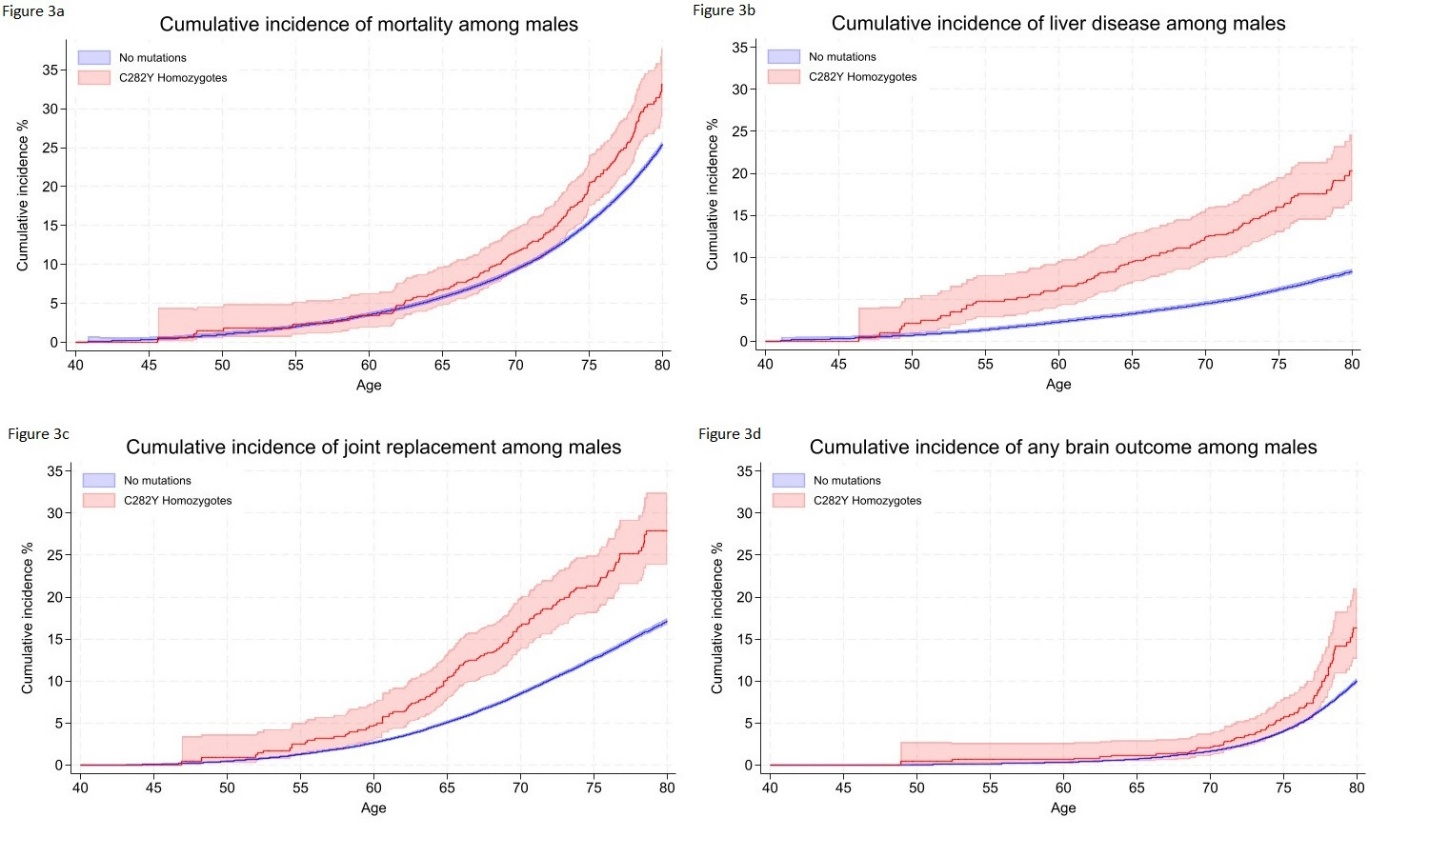 Figure 3a
Cumulative incidence of mortality among males
No mutations
C282Y Homozygotes
Cumulative incidence %
35
30
25
20
15
10
5
0
40 45 50 55 60 65 70 75 80
Age
Figure 3b
Cumulative incidence of liver disease among males
No mutations
C282Y Homozygotes
Cumulative incidence %
35
30
25
20
15
10
5
0
40 45 50 55 60 65 70 75 80
Age
Figure 3c
Cumulative incidence of joint replacement among males
No mutations
C282Y Homozygotes
Cumulative incidence %
35
30
25
20
15
10
5
0
40 45 50 55 60 65 70 75 80
Age
Figure 3d
Cumulative incidence of any brain outcome among males
No mutations
C282Y Homozygotes
Cumulative incidence %
35
30
25
20
15
10
5
0
40 45 50 55 60 65 70 75 80
Age